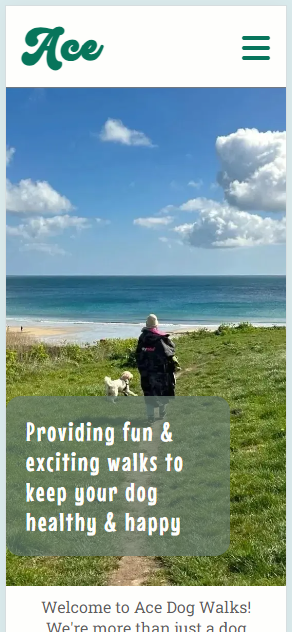 Ace
Providing fun &
exciting walks to
keep your dog
healthy & happy
Welcome to Ace Dog Walks!
We're more than just a dog